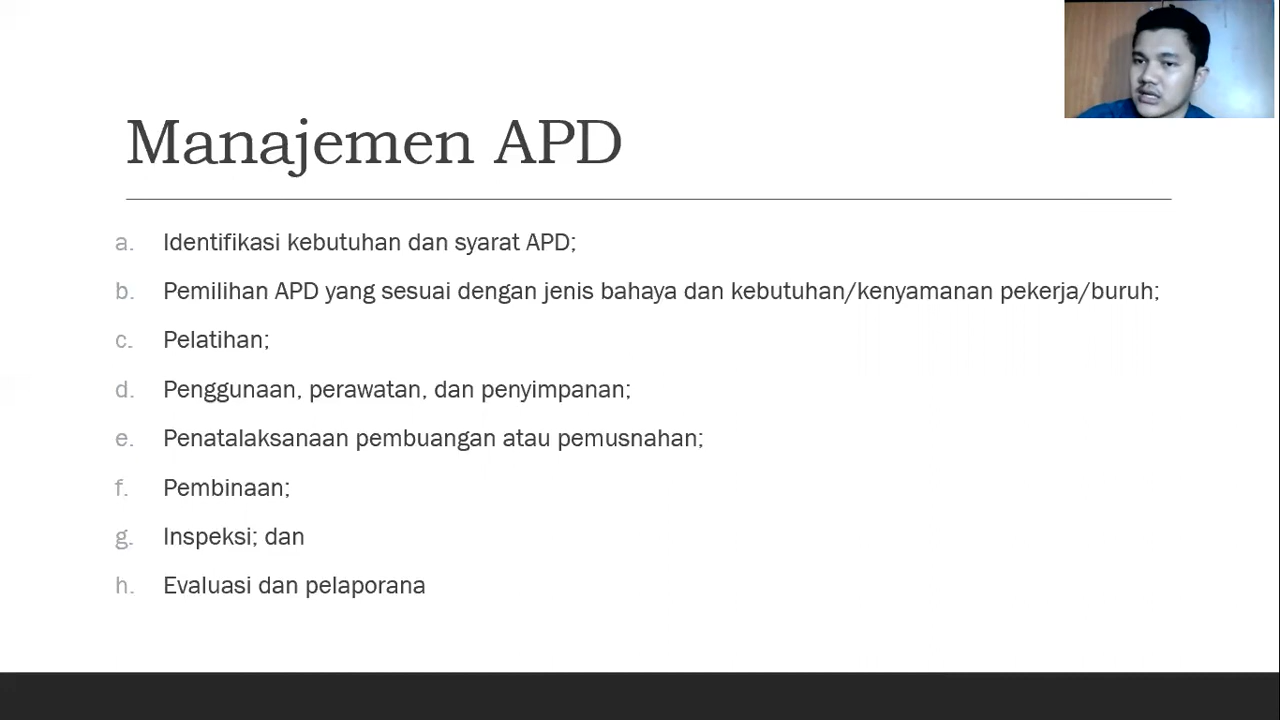 Manajemen APD
a. Identifikasi kebutuhan dan syarat APD;
b. Pemilihan APD yang sesuai dengan jenis bahaya dan kebutuhan/kenyamanan pekerja/buruh;
c. Pelatihan;
d. Penggunaan, perawatan, dan penyimpanan;
e. Penatalaksanaan pembuangan atau pemusnahan;
f. Pembinaan;
g. Inspeksi; dan
h. Evaluasi dan pelaporana